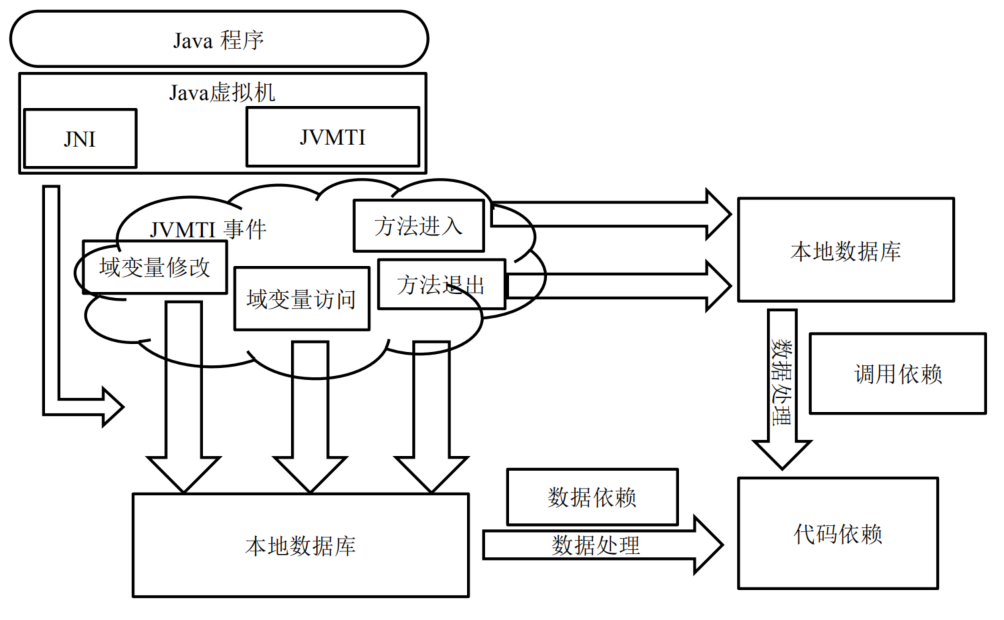 Java 程序
Java虚拟机
JNI
JVMTI
JVMTI 事件
方法进入
域变量修改
域变量访问
方法退出
本地数据库
数据处理
调用依赖
本地数据库
数据依赖
数据处理
代码依赖